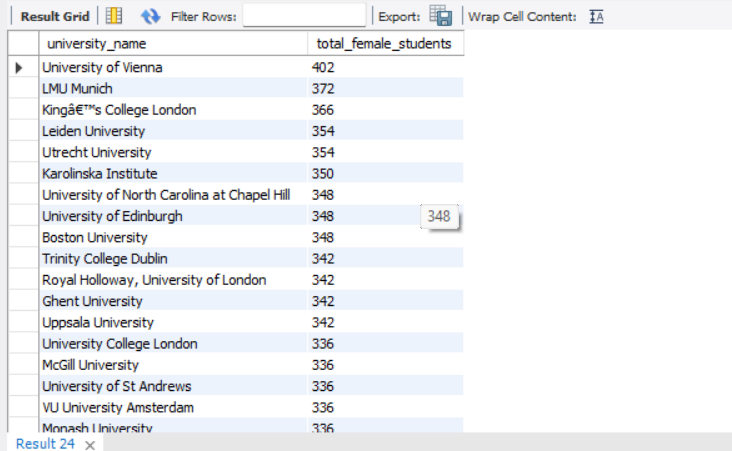 Result Grid Filter Rows: Export: Wrap Cell Content: IA
university_name total_female_students
University of Vienna 402
LMU Munich 372
Kingâ€™s College London 366
Leiden University 354
Utrecht University 354
Karolinska Institute 350
University of North Carolina at Chapel Hill 348
University of Edinburgh 348 348
Boston University 348
Trinity College Dublin 342
Royal Holloway, University of London 342
Ghent University 342
Uppsala University 342
University College London 336
McGill University 336
University of St Andrews 336
VU University Amsterdam 336
Monash University 336
Result 24 ×